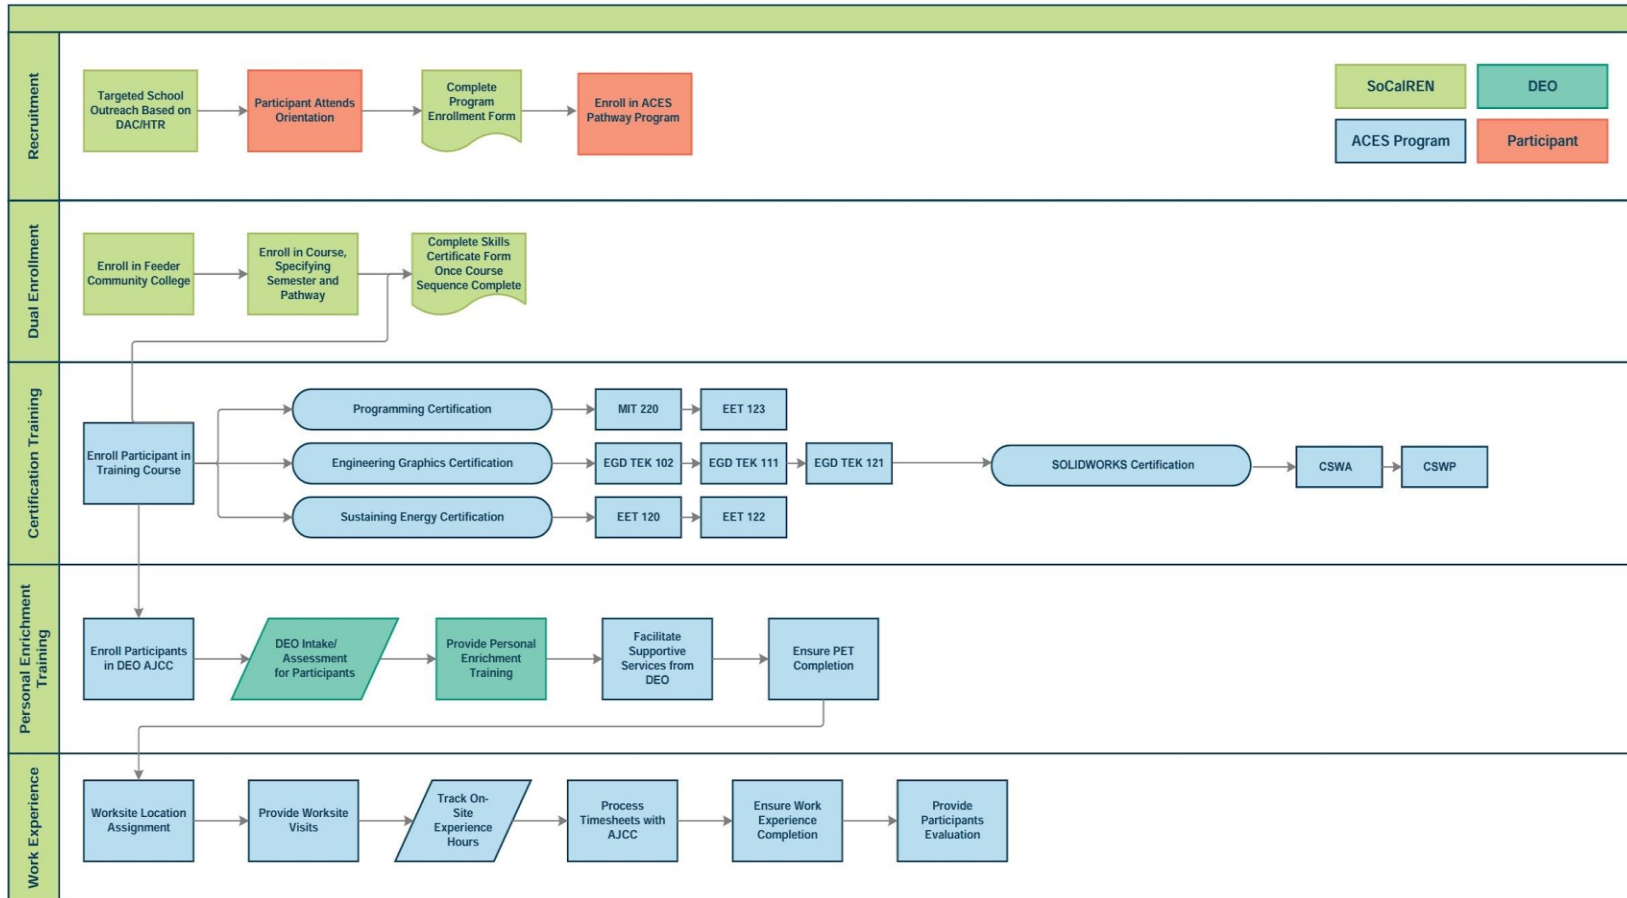 Recruitment
Targeted School
Outreach Based on
DAC/HTR
Participant Attends
Orientation
Complete
Program
Enrollment Form
Enroll in ACES
Pathway Program
SoCalREN
DEO
ACES Program
Participant
Dual Enrollment
Enroll in Feeder
Community College
Enroll in Course,
Specifying
Semester and
Pathway
Complete Skills
Certificate Form
Once Course
Sequence Complete
Certification Training
Enroll Participant in
Training Course
Programming Certification
MIT 220
EET 123
Engineering Graphics Certification
EGD TEK 102
EGD TEK 111
EGD TEK 121
SOLIDWORKS Certification
CSWA
CSWP
Sustaining Energy Certification
EET 120
EET 122
Personal Enrichment
Training
Enroll Participants
in DEO AJCC
DEO Intake/
Assessment
for Participants
Provide Personal
Enrichment
Training
Facilitate
Supportive
Services from
DEO
Ensure PET
Completion
Work Experience
Worksite Location
Assignment
Provide Worksite
Visits
Track On-
Site
Experience
Hours
Process
Timesheets with
AJCC
Ensure Work
Experience
Completion
Provide
Participants
Evaluation